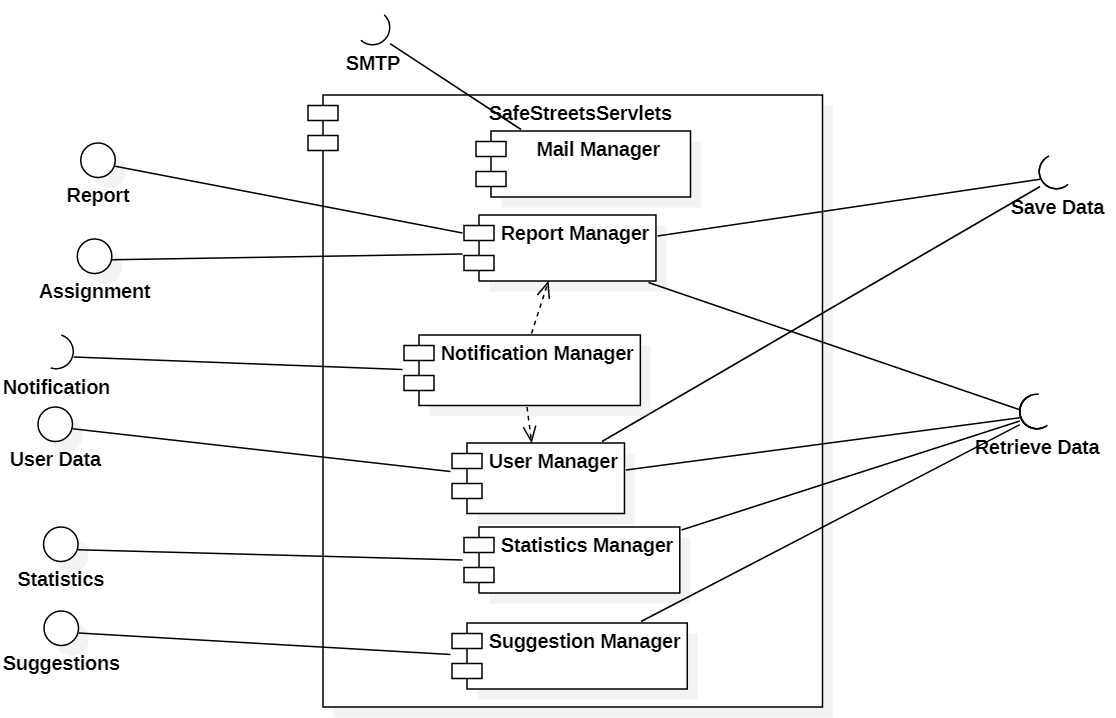 SMTP
SafeStreetsServlets
Mail Manager
Report
Report Manager
Save Data
Assignment
Notification Manager
Notification
User Data
User Manager
Retrieve Data
Statistics Manager
Statistics
Suggestion Manager
Suggestions